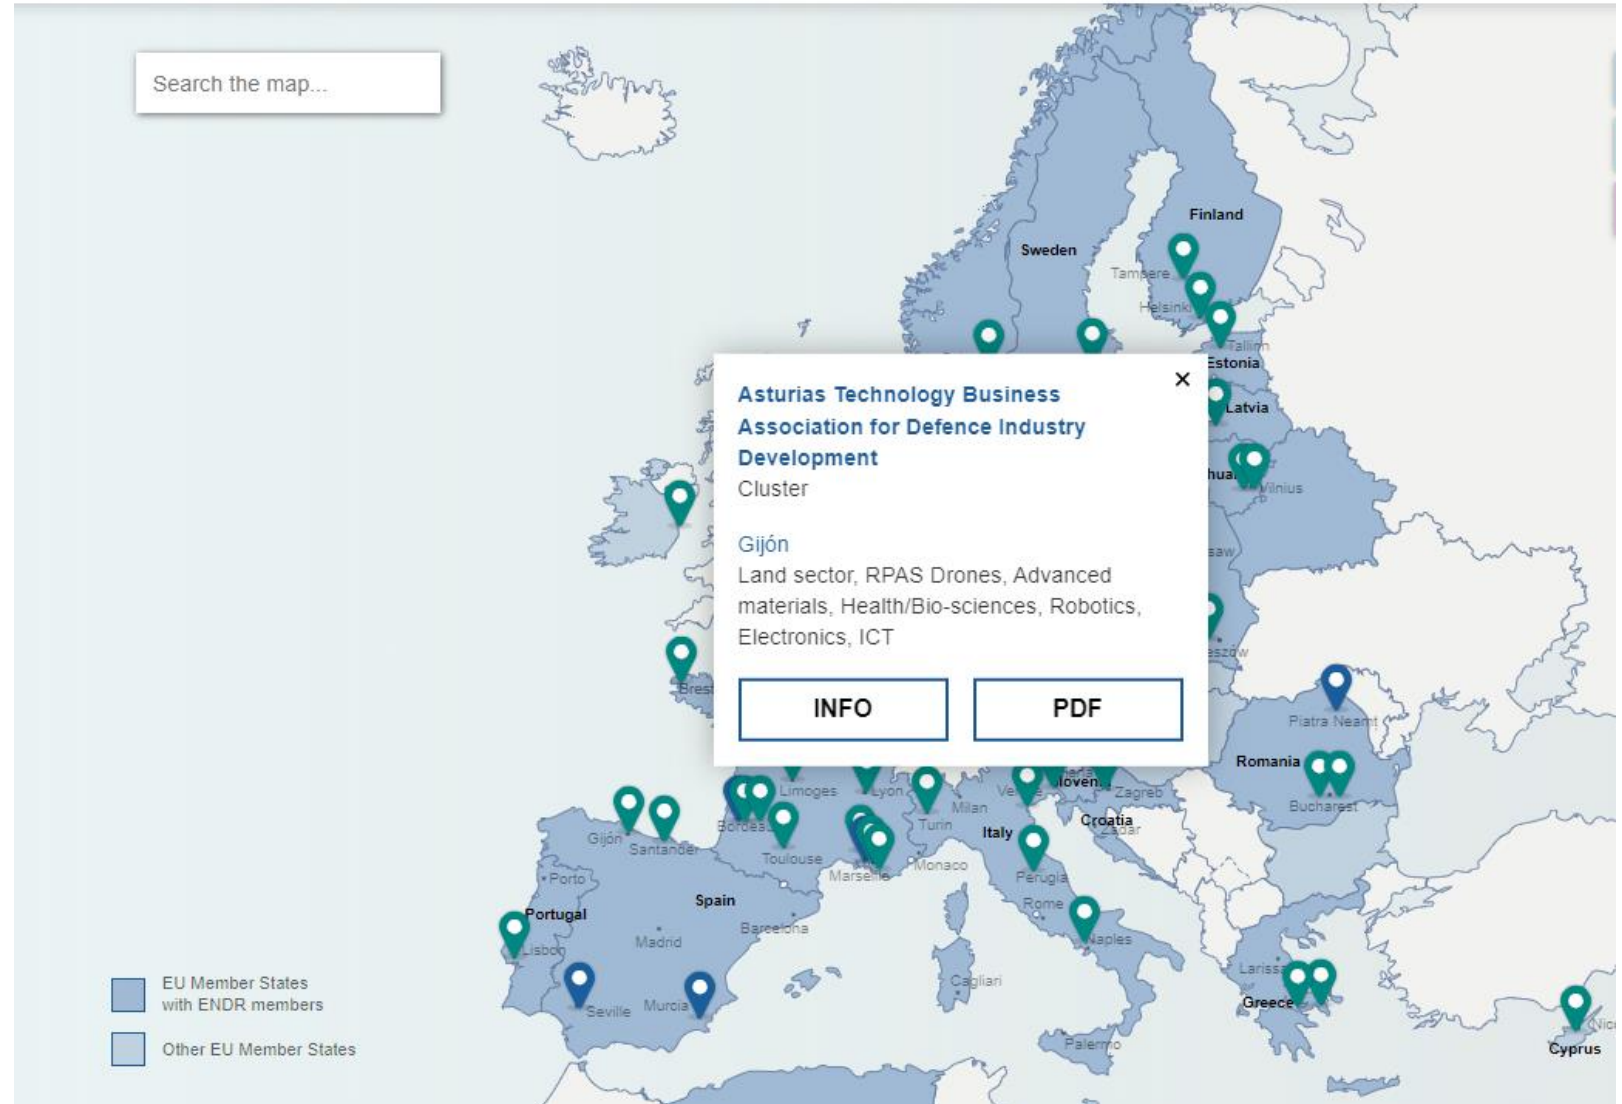 Search the map...
Finland
Sweden
Tampere
Helsinki
Tallinn
Estonia
Asturias Technology Business
Association for Defence Industry
Development
Cluster
×
Latvia
Vilnius
Gijón
Land sector, RPAS Drones, Advanced
materials, Health/Bio-sciences, Robotics,
Electronics, ICT
INFO
PDF
Brest
Piatra Neamț
Romania
Bucharest
Limoges
Lyon
Zagreb
Milan
Turin
Italy
Croatia
Zadar
Gijón
Santander
Toulouse
Marseille
Monaco
Perugia
Porto
Spain
Rome
Portugal
Barcelona
Madrid
Lisbon
Naples
Cagliari
Greece
EU Member States
with ENDR members
Seville
Murcia
Other EU Member States
Palermo
Cyprus